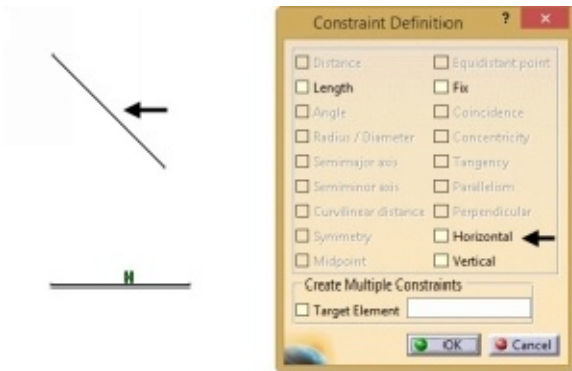 Constraint Definition ? ×
Distance Equidistant point
Length Fix
Angle Coincidence
Radius / Diameter Concentricity
Semimajor axis Tangency
Semiminor axis Parallelism
Curvilinear distance Perpendicular
Symmetry Horizontal
Midpoint Vertical
H
Create Multiple Constraints
Target Element
OK Cancel